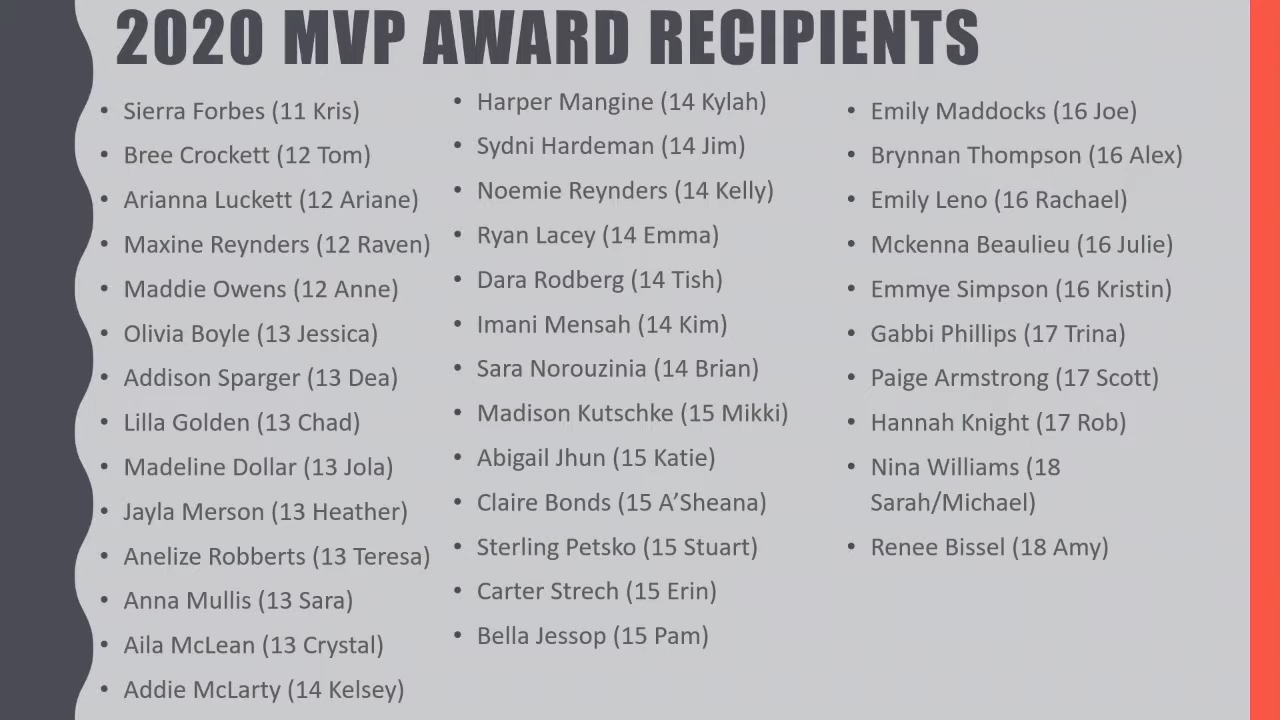 2020 MVP AWARD RECIPIENTS
• Sierra Forbes (11 Kris)
• Bree Crockett (12 Tom)
• Arianna Luckett (12 Ariane)
• Maxine Reynders (12 Raven)
• Maddie Owens (12 Anne)
• Olivia Boyle (13 Jessica)
• Addison Sparger (13 Dea)
• Lilla Golden (13 Chad)
• Madeline Dollar (13 Jola)
• Jayla Merson (13 Heather)
• Anelize Robberts (13 Teresa)
• Anna Mullis (13 Sara)
• Aila McLean (13 Crystal)
• Addie McLarty (14 Kelsey)
• Harper Mangine (14 Kylah)
• Sydni Hardeman (14 Jim)
• Noemie Reynders (14 Kelly)
• Ryan Lacey (14 Emma)
• Dara Rodberg (14 Tish)
• Imani Mensah (14 Kim)
• Sara Norouzinia (14 Brian)
• Madison Kutschke (15 Mikki)
• Abigail Jhun (15 Katie)
• Claire Bonds (15 A’Sheana)
• Sterling Petsko (15 Stuart)
• Carter Strech (15 Erin)
• Bella Jessop (15 Pam)
• Emily Maddocks (16 Joe)
• Brynnan Thompson (16 Alex)
• Emily Leno (16 Rachael)
• Mckenna Beaulieu (16 Julie)
• Emmye Simpson (16 Kristin)
• Gabbi Phillips (17 Trina)
• Paige Armstrong (17 Scott)
• Hannah Knight (17 Rob)
• Nina Williams (18
Sarah/Michael)
• Renee Bissel (18 Amy)